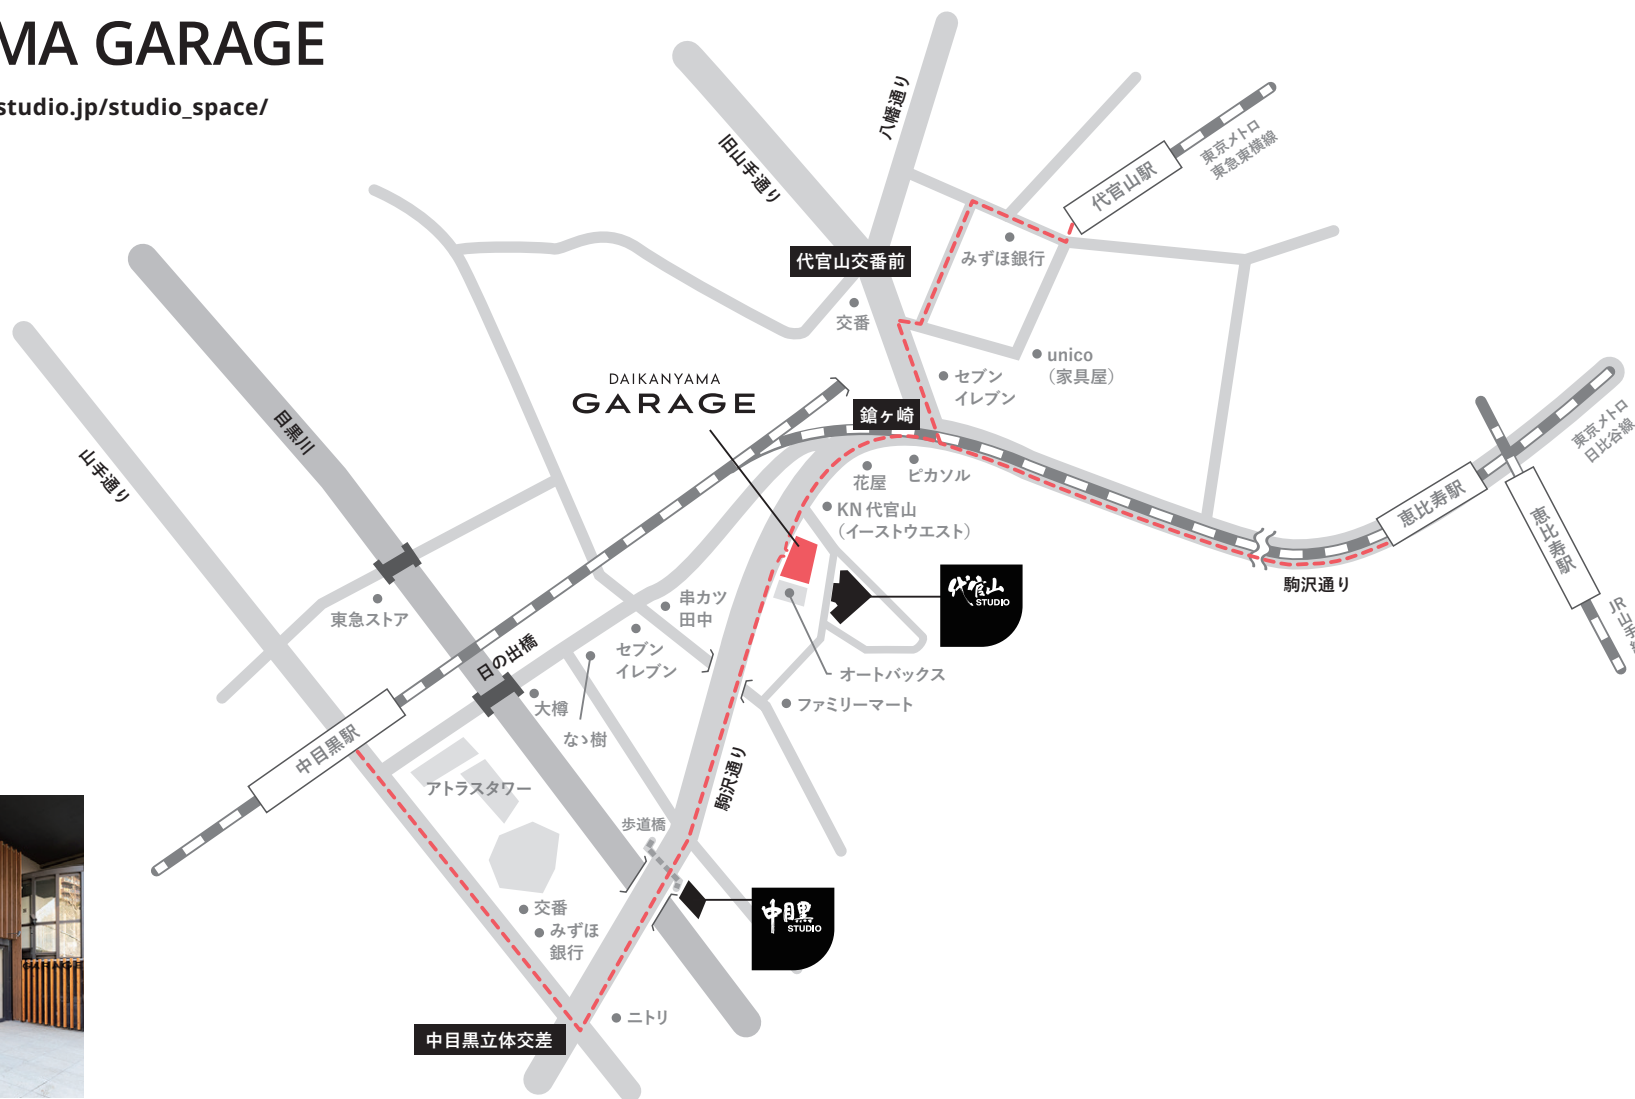 MA GARAGE
studio.jp/studio_space/
八幡通り
旧山手通り
東京メトロ
東急東横線
代官山駅
みずほ銀行
代官山交番前
交番
unico
（家具屋）
セブン
イレブン
DAIKANYAMA
GARAGE
鎗ヶ崎
東京メトロ
日比谷線
目黒川
山手通り
花屋
ピカソル
恵比寿駅
恵比寿駅
KN 代官山
（イーストウエスト）
代官山
STUDIO
駒沢通り
JR
山手
串カツ
田中
東急ストア
セブン
イレブン
日の出橋
オートバックス
大樽
ファミリーマート
なゝ樹
中目黒駅
アトラスタワー
駒沢通り
歩道橋
中目黒
STUDIO
交番
みずほ
銀行
ニトリ
中目黒立体交差
GARAGE